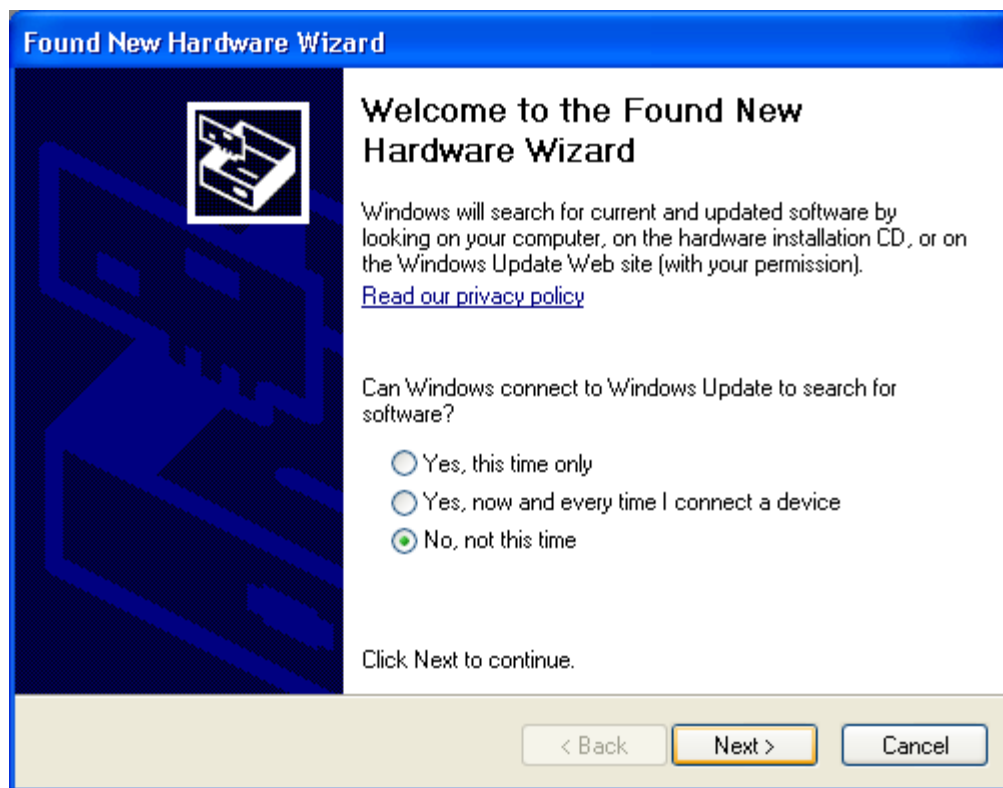 Found New Hardware Wizard
Welcome to the Found New
Hardware Wizard
Windows will search for current and updated software by
looking on your computer, on the hardware installation CD, or on
the Windows Update Web site (with your permission).
Read our privacy policy
Can Windows connect to Windows Update to search for
software?
Yes, this time only
Yes, now and every time I connect a device
No, not this time
Click Next to continue.
< Back Next > Cancel